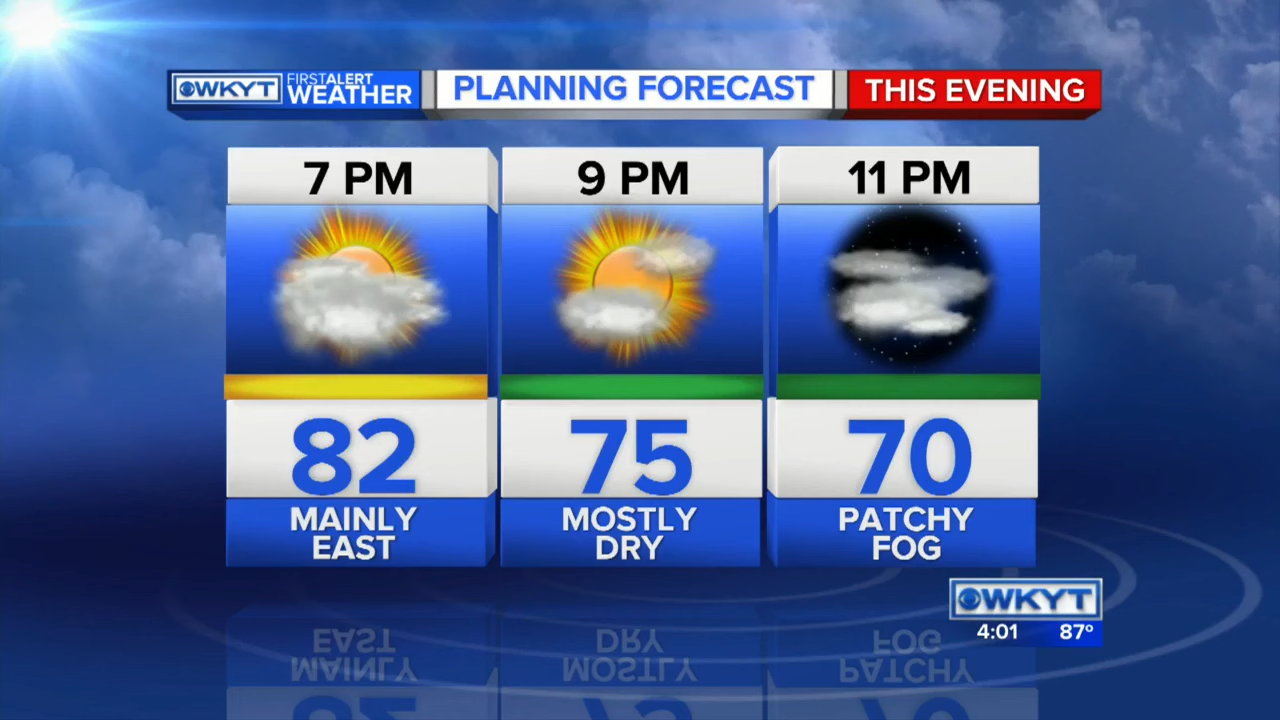 WKYT FIRST ALERT WEATHER PLANNING FORECAST THIS EVENING
7 PM 9 PM 11 PM
82 75 70
MAINLY EAST
MOSTLY DRY
PATCHY FOG
WKYT
4:01 87°